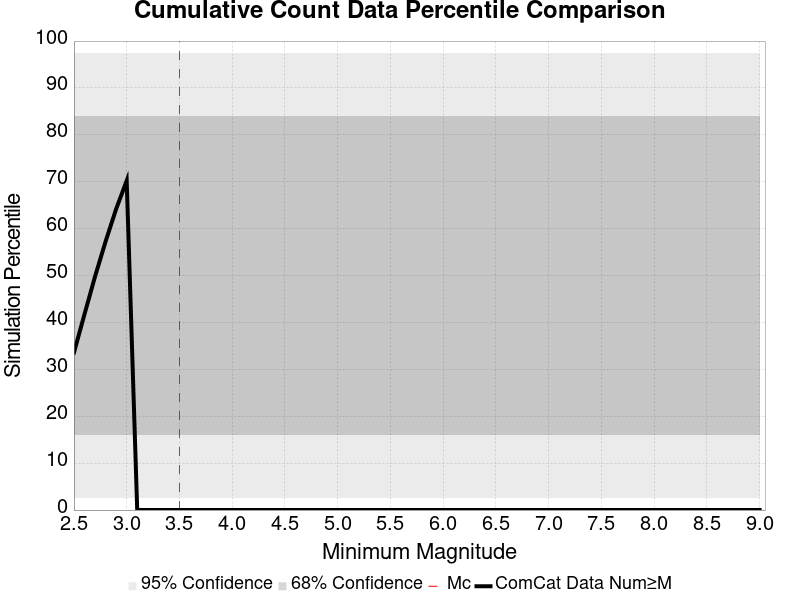 Cumulative Count Data Percentile Comparison
100
90
80
70
60
50
40
30
20
10
0
Simulation Percentile
2.5 3.0 3.5 4.0 4.5 5.0 5.5 6.0 6.5 7.0 7.5 8.0 8.5 9.0
Minimum Magnitude
95% Confidence 68% Confidence Mc ComCat Data Num≥M